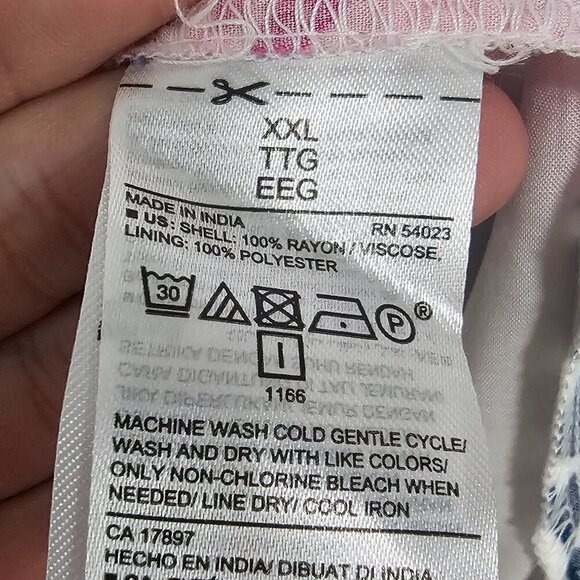 XXL
TTG
EEG
MADE IN INDIA RN 54023
■ US: SHELL: 100% RAYON / VISCOSE,
LINING: 100% POLYESTER
30 P ®
I
1166
MACHINE WASH COLD GENTLE CYCLE/
WASH AND DRY WITH LIKE COLORS/
ONLY NON-CHLORINE BLEACH WHEN
NEEDED/ LINE DRY/ COOL IRON
CA 17897
HECHO EN INDIA/ DIBUAT DI INDIA